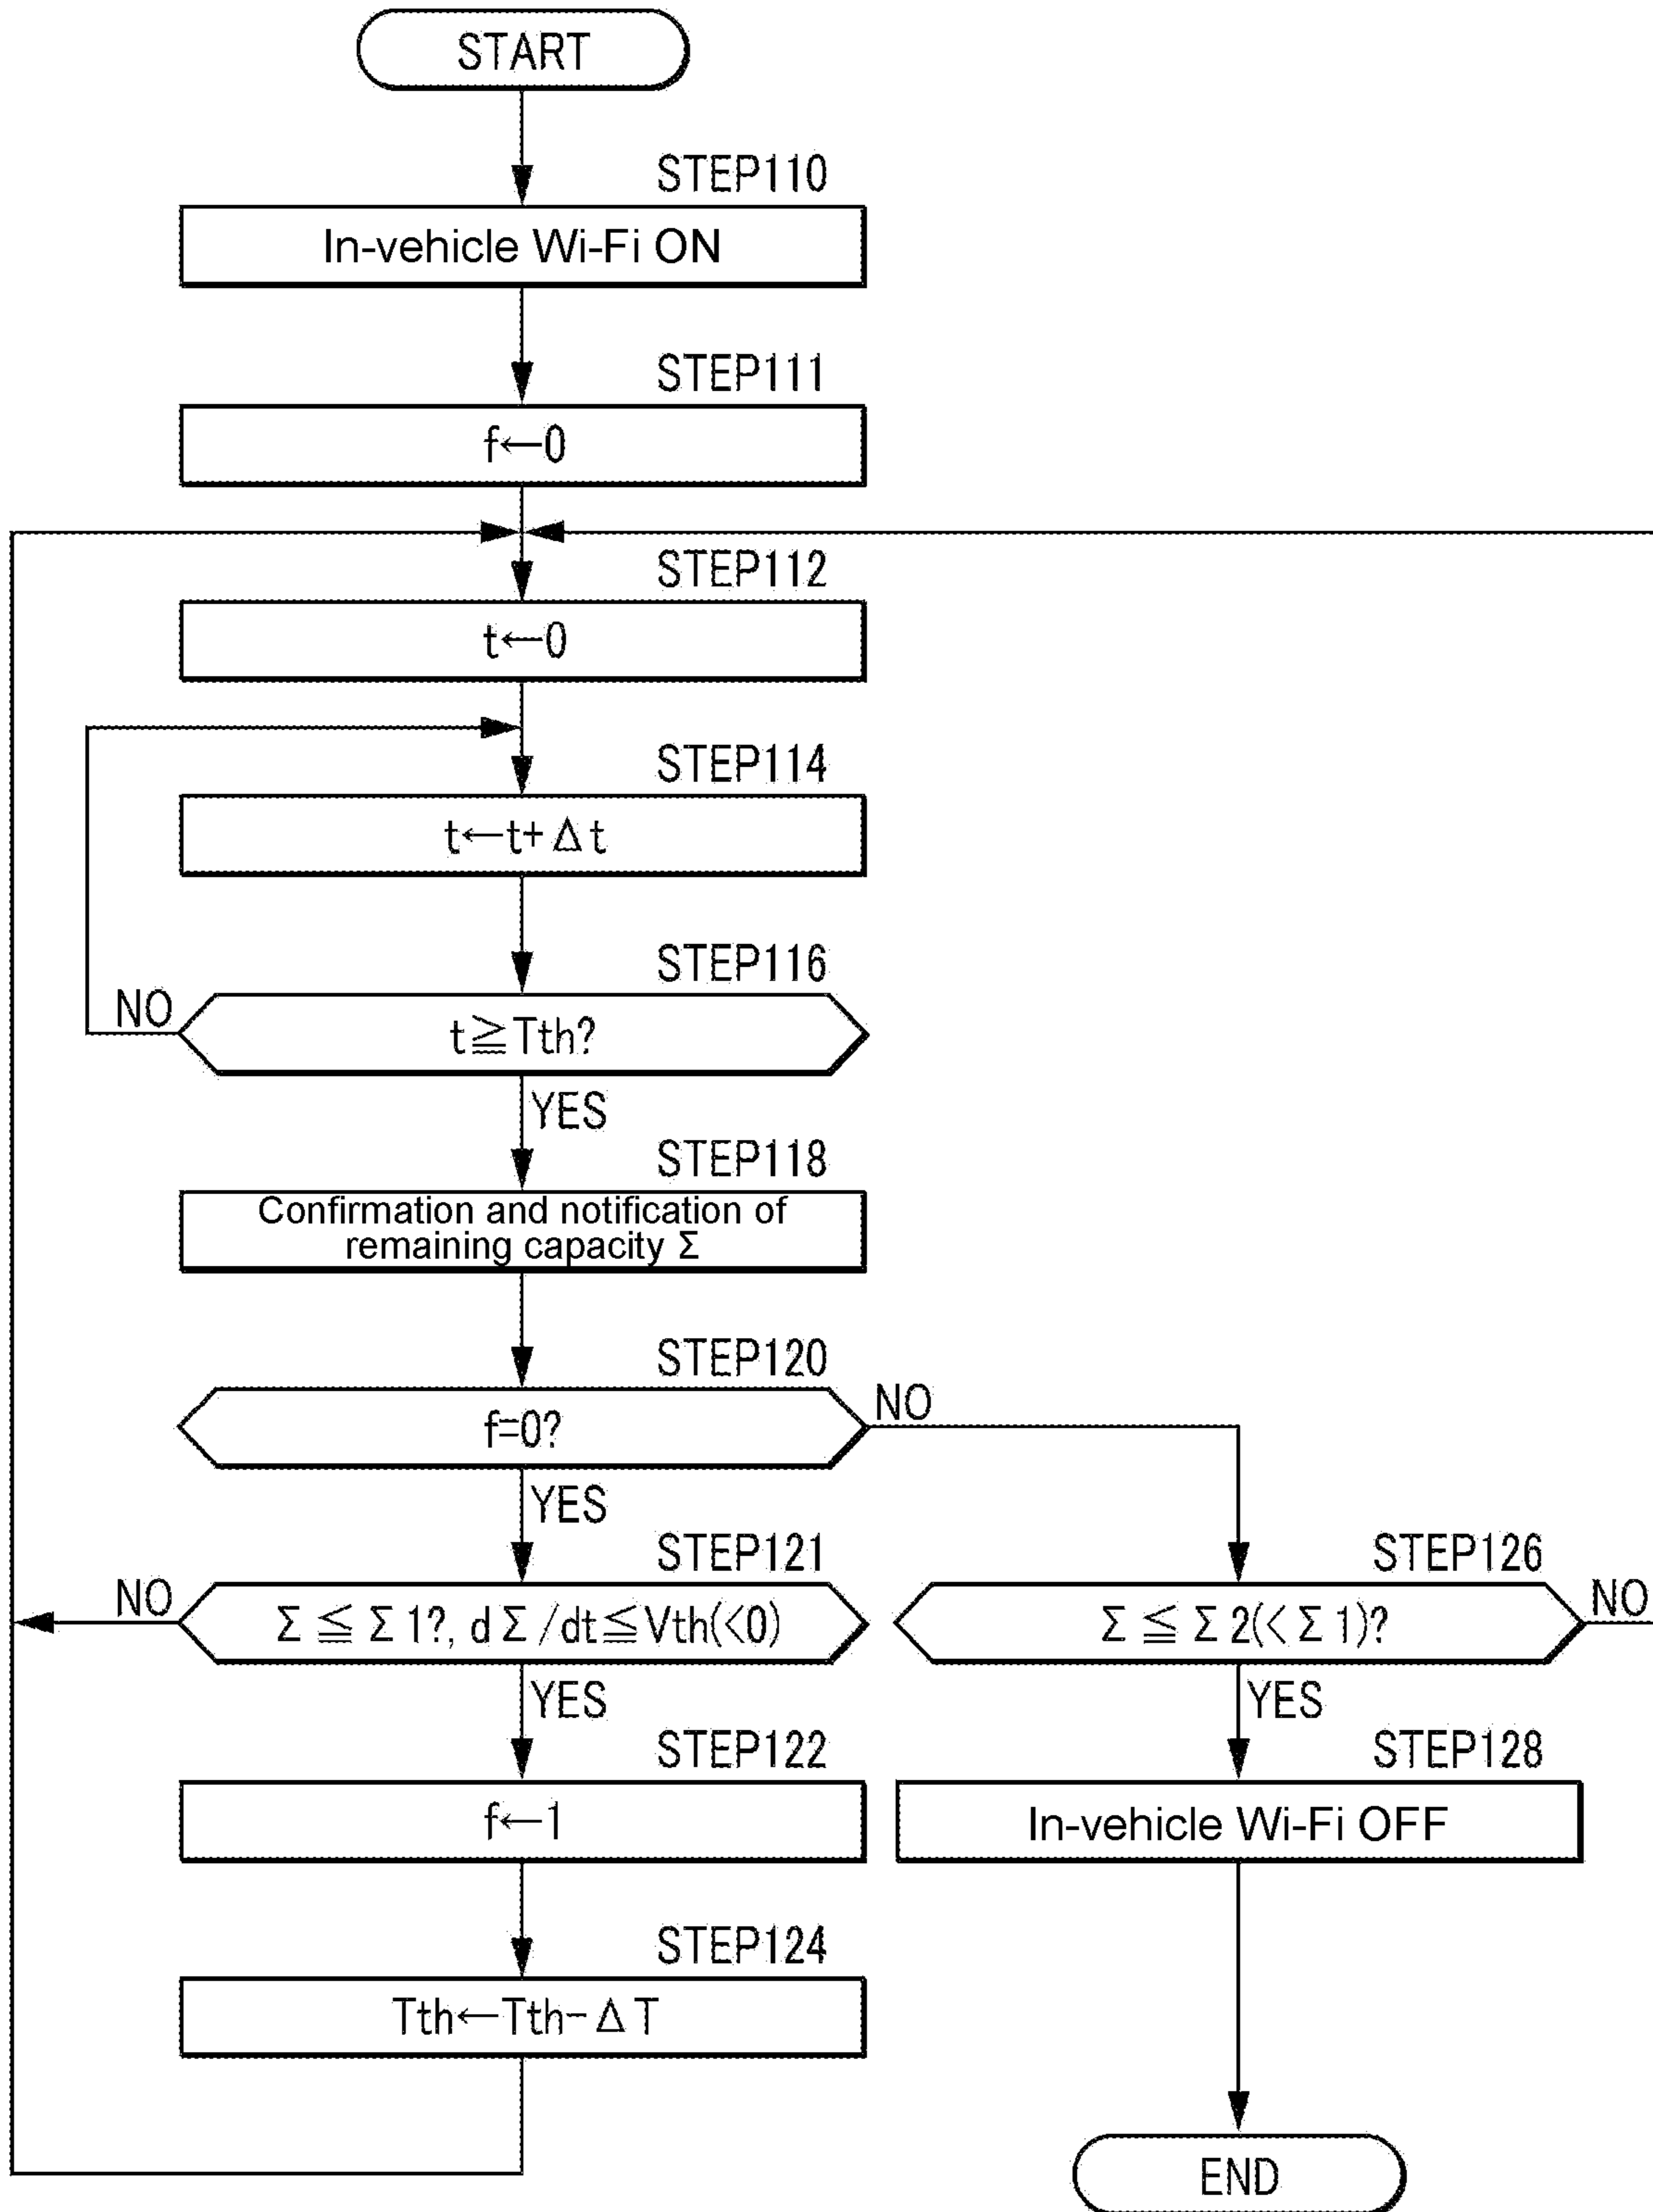 START
STEP110
In-vehicle Wi-Fi ON
STEP111
f←0
STEP112
t←0
STEP114
t←t+Δt
STEP116
NO
t≧Tth?
YES
STEP118
Confirmation and notification of
remaining capacity Σ
STEP120
f=0?
NO
YES
STEP121
NO
Σ≦Σ1?, dΣ/dt≦Vth(<0)
STEP126
Σ≦Σ2(<Σ1)?
NO
YES
YES
STEP122
f←1
STEP128
In-vehicle Wi-Fi OFF
STEP124
Tth←Tth-ΔT
END